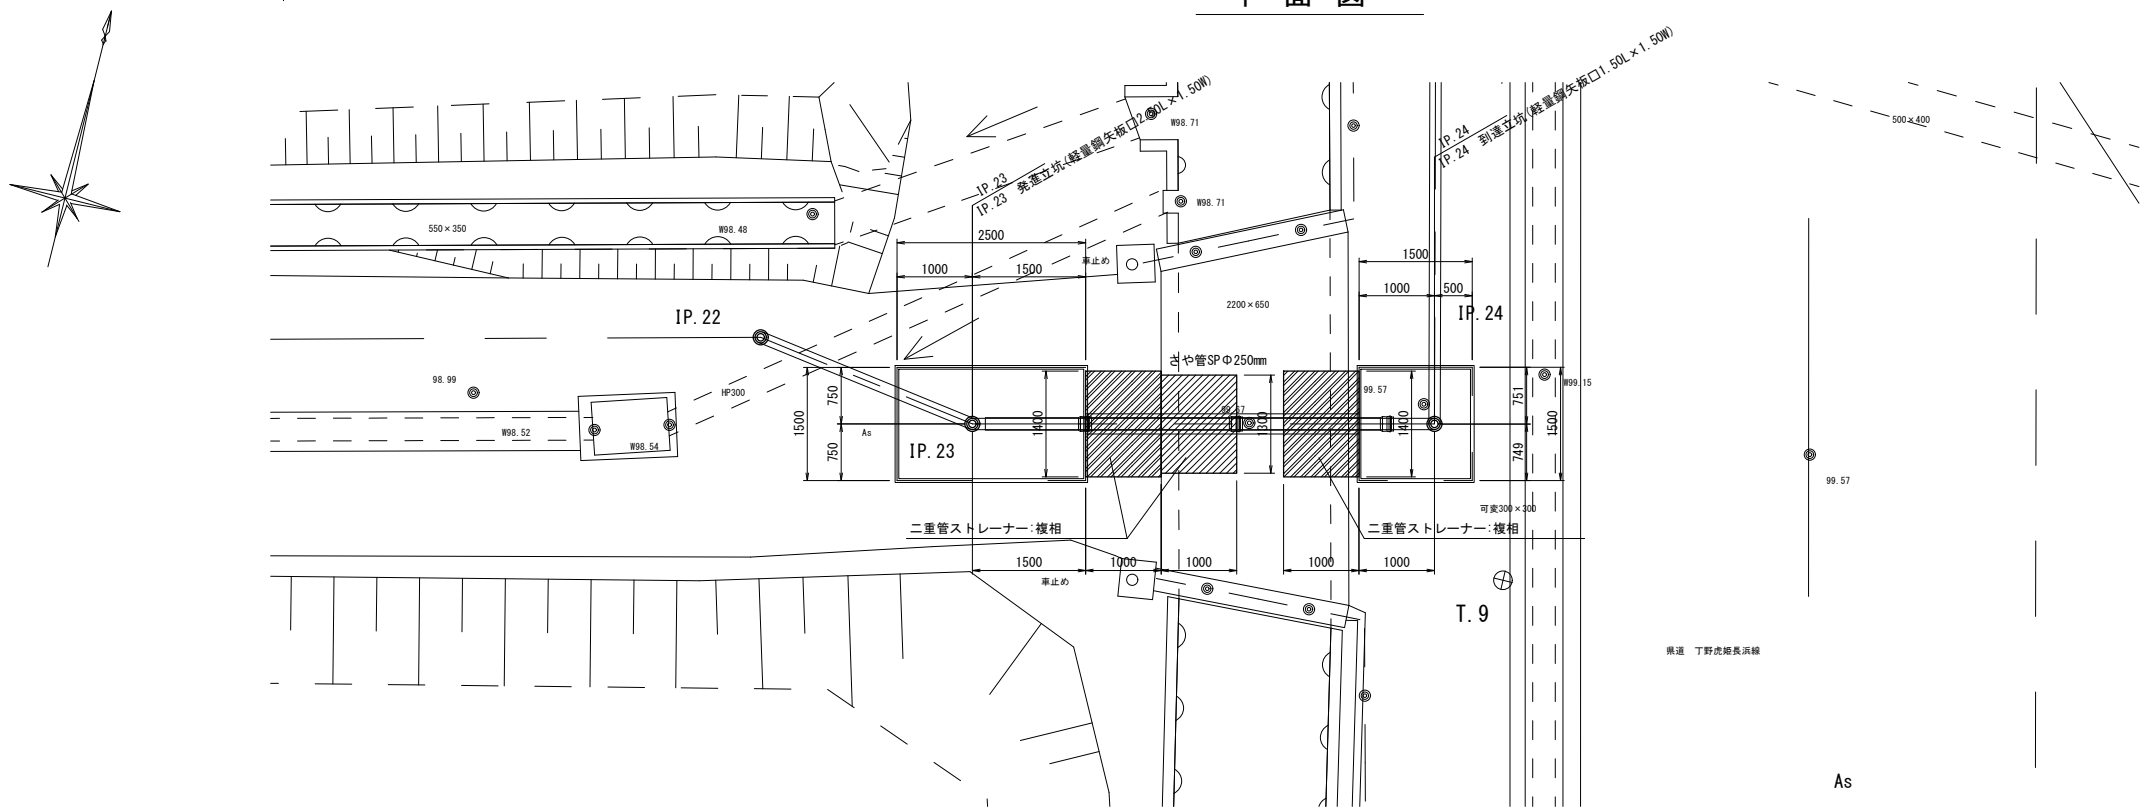 平面図
IP.23
IP.23 発進立坑(軽量鋼矢板□2.50L×1.50W)
IP.24
IP.24 到達立坑(軽量鋼矢板□1.50L×1.50W)
W98.71
500×400
W98.71
550×350
W98.48
2500
車止め
1500
1000
1500
1000
500
2200×650
IP.22
IP.24
さや管SPΦ250mm
98.99
HP300
W99.15
99.57
1500
750
750
1400
1300
1400
751
749
1500
W98.52
W98.54
As
IP.23
99.57
可変300×300
二重管ストレーナー:複相
二重管ストレーナー:複相
1500
1000
1000
1000
1000
車止め
T.9
県道 丁野虎姫長浜線
As